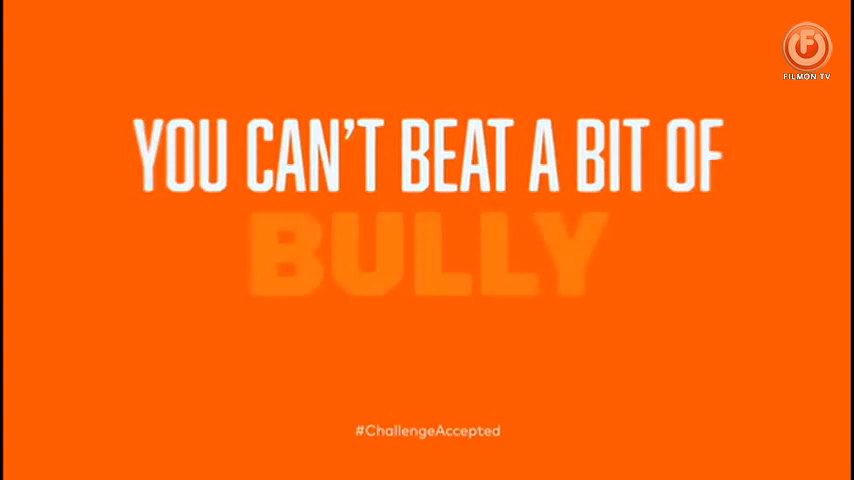 FILMON TV
YOU CAN'T BEAT A BIT OF
BULLY
#ChallengeAccepted